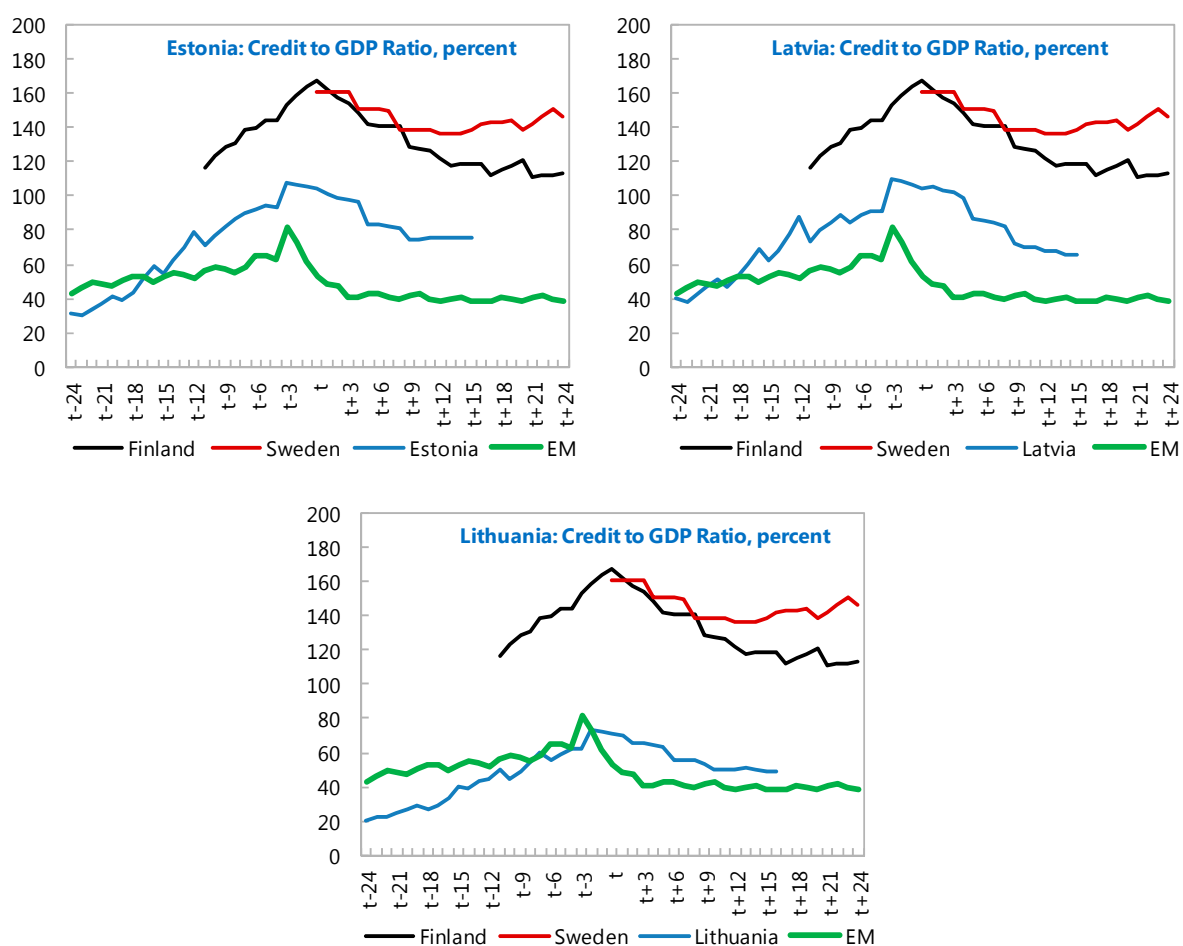 Estonia: Credit to GDP Ratio, percent
200
180
160
140
120
100
80
60
40
20
0
t-24
t-21
t-18
t-15
t-12
t-9
t-6
t-3
t
t+3
t+6
t+9
t+12
t+15
t+18
t+21
t+24
Finland Sweden Estonia EM
Latvia: Credit to GDP Ratio, percent
200
180
160
140
120
100
80
60
40
20
0
t-24
t-21
t-18
t-15
t-12
t-9
t-6
t-3
t
t+3
t+6
t+9
t+12
t+15
t+18
t+21
t+24
Finland Sweden Latvia EM
Lithuania: Credit to GDP Ratio, percent
200
180
160
140
120
100
80
60
40
20
0
t-24
t-21
t-18
t-15
t-12
t-9
t-6
t-3
t
t+3
t+6
t+9
t+12
t+15
t+18
t+21
t+24
Finland Sweden Lithuania EM